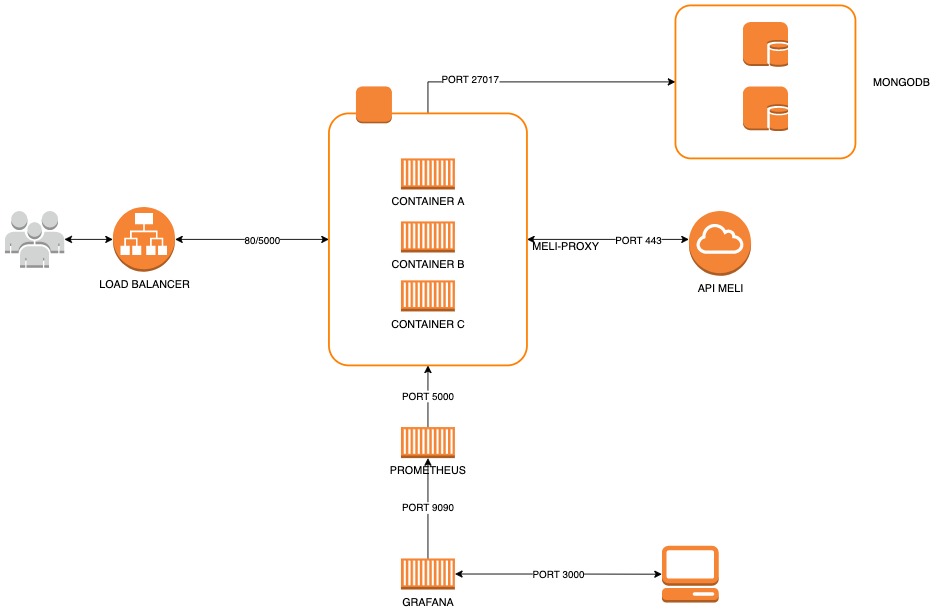 PORT 27017
MONGODB
CONTAINER A
80/5000
CONTAINER B
MELI-PROXY
PORT 443
LOAD BALANCER
API MELI
CONTAINER C
PORT 5000
PROMETHEUS
PORT 9090
PORT 3000
GRAFANA